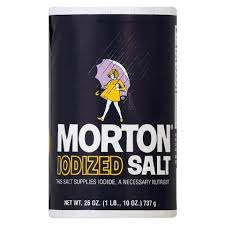 MORTON®
IODIZED SALT
THIS SALT SUPPLIES IODIDE, A NECESSARY NUTRIENT
NET WT. 26 OZ. (1 LB., 10 OZ.) 737 g